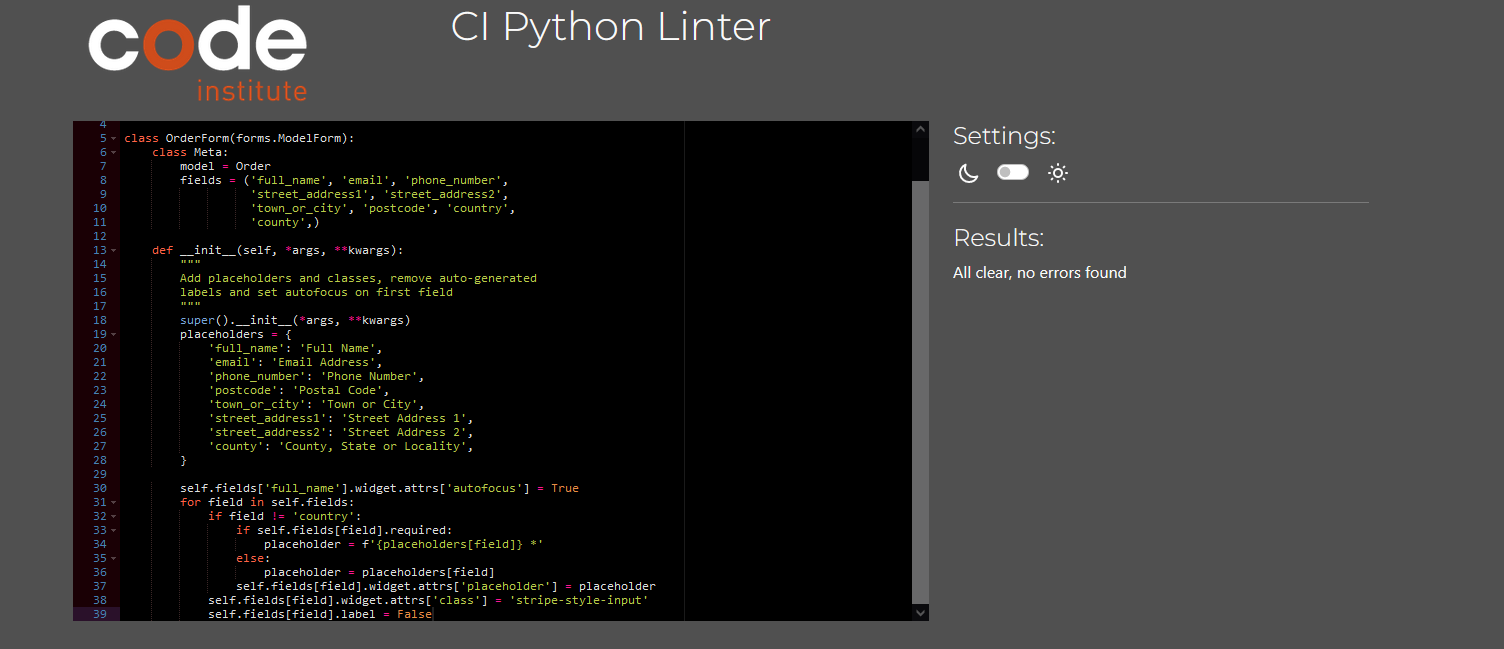 code
institute
CI Python Linter
4
5 class OrderForm(forms.ModelForm):
6     class Meta:
7         model = Order
8         fields = ('full_name', 'email', 'phone_number',
9                   'street_address1', 'street_address2',
10                   'town_or_city', 'postcode', 'country',
11                   'county',)
12
13     def __init__(self, *args, **kwargs):
14         """
15         Add placeholders and classes, remove auto-generated
16         labels and set autofocus on first field
17         """
18         super().__init__(*args, **kwargs)
19         placeholders = {
20             'full_name': 'Full Name',
21             'email': 'Email Address',
22             'phone_number': 'Phone Number',
23             'postcode': 'Postal Code',
24             'town_or_city': 'Town or City',
25             'street_address1': 'Street Address 1',
26             'street_address2': 'Street Address 2',
27             'county': 'County, State or Locality',
28         }
29
30         self.fields['full_name'].widget.attrs['autofocus'] = True
31         for field in self.fields:
32             if field != 'country':
33                 if self.fields[field].required:
34                     placeholder = f'{placeholders[field]} *'
35                 else:
36                     placeholder = placeholders[field]
37                 self.fields[field].widget.attrs['placeholder'] = placeholder
38             self.fields[field].widget.attrs['class'] = 'stripe-style-input'
39             self.fields[field].label = False
Settings:
Results:
All clear, no errors found